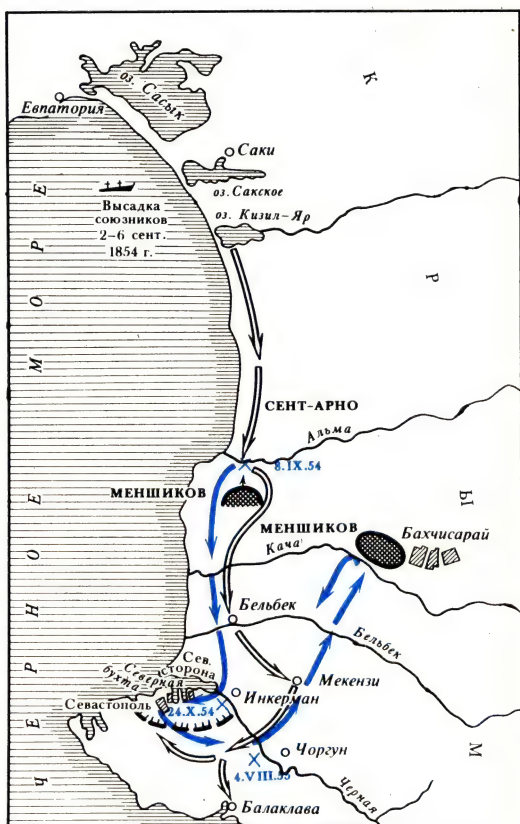 К
Р
Ы
М
Евпатория
оз. Сасык
Саки
оз. Сакское
оз. Кизил-Яр
Высадка
союзников
2-6 сент.
1854 г.
ЧЕРНОЕ МОРЕ
СЕНТ-АРНО
Альма
8.IX.54
МЕНШИКОВ
МЕНШИКОВ
Кача
Бахчисарай
Бельбек
Бельбек
Сев.
сторона
Северная
бухта
Мекензи
Инкерман
Севастополь
24.X.54
Чоргун
4.VIII.55
Черная
Балаклава